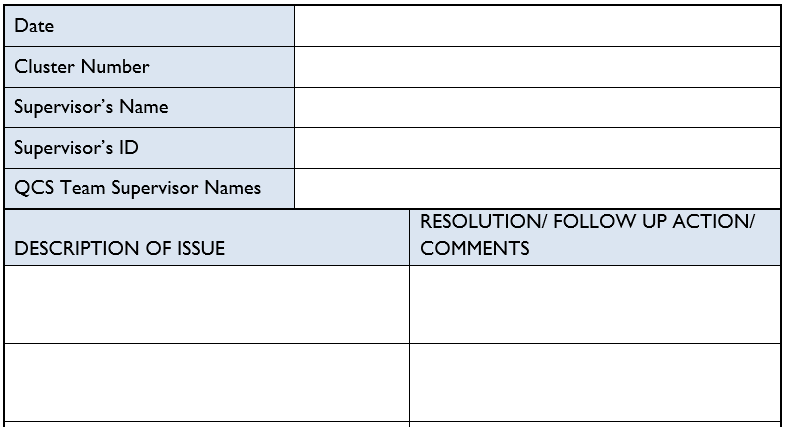 Date
Cluster Number
Supervisor’s Name
Supervisor’s ID
QCS Team Supervisor Names
DESCRIPTION OF ISSUE
RESOLUTION/ FOLLOW UP ACTION/
COMMENTS